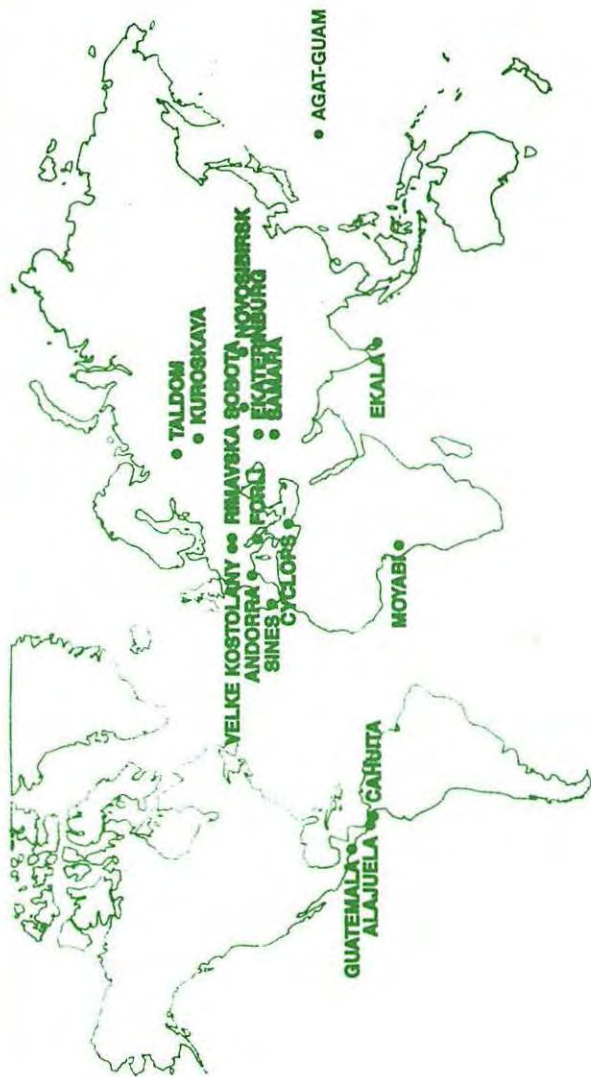 TALDOM
KUROSKAYA
VELKE KOSTOLANY RIMAVSKA SOBOTA
NOVOSIBIRSK
ANDORRA FORLI EKATERINBURG
SINES SAMARA
CYCLOPS
AGAT-GUAM
GUATEMALA
ALAJUELA CAHUITA
EKALA
MOYABI